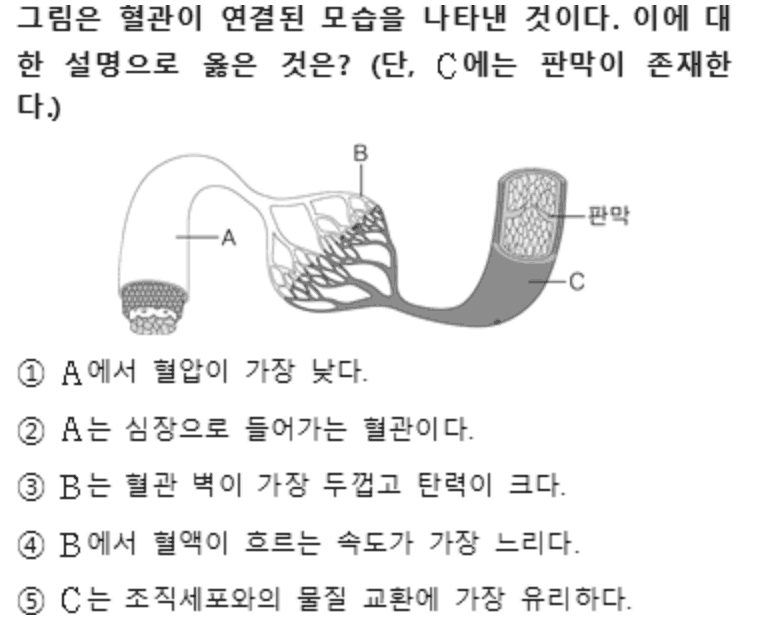 그림은 혈관이 연결된 모습을 나타낸 것이다. 이에 대
한 설명으로 옳은 것은? (단, C에는 판막이 존재한
다.)
B
A
판막
C
① A에서 혈압이 가장 낮다.
② A는 심장으로 들어가는 혈관이다.
③ B는 혈관 벽이 가장 두껍고 탄력이 크다.
④ B에서 혈액이 흐르는 속도가 가장 느리다.
⑤ C는 조직세포와의 물질 교환에 가장 유리하다.